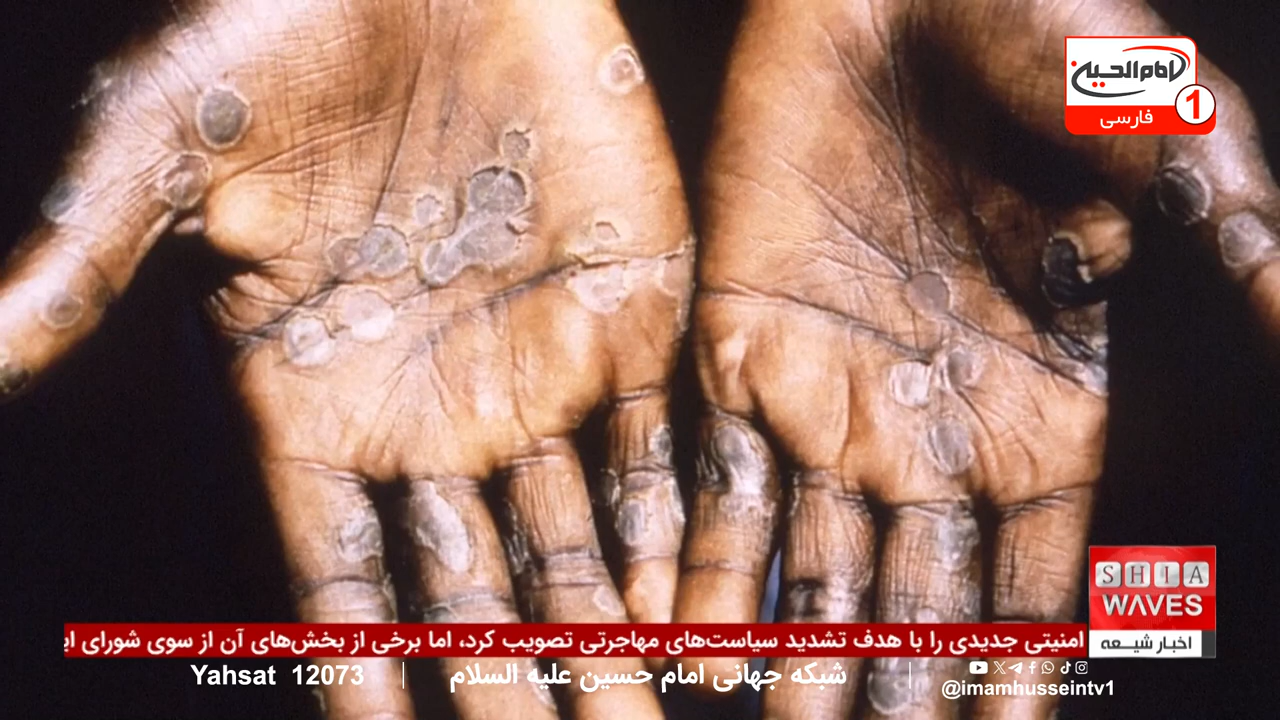 امام الحسین
1
فارسی
SHIA
WAVES
اخبار شیعه
امنیتی جدیدی را با هدف تشدید سیاست‌های مهاجرتی تصویب کرد، اما برخی از بخش‌های آن از سوی شورای
Yahsat 12073 | شبکه جهانی امام حسین علیه السلام |
@imamhusseintv1